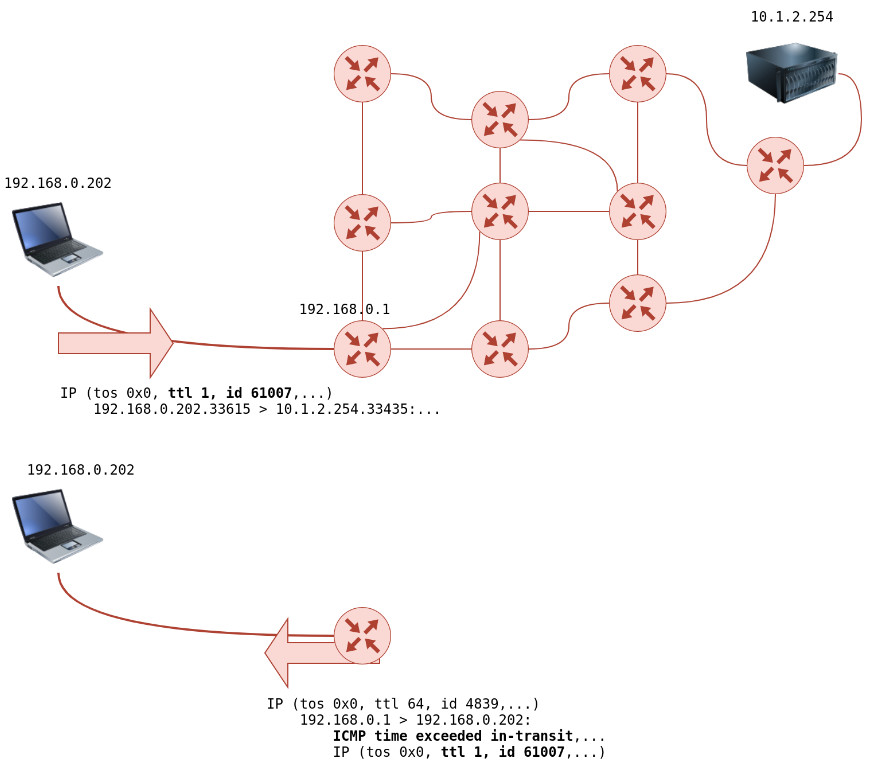 10.1.2.254
192.168.0.202
192.168.0.1
IP (tos 0x0, ttl 1, id 61007,...)
192.168.0.202.33615 > 10.1.2.254.33435:...
192.168.0.202
IP (tos 0x0, ttl 64, id 4839,...)
192.168.0.1 > 192.168.0.202:
ICMP time exceeded in-transit,...
IP (tos 0x0, ttl 1, id 61007,...)